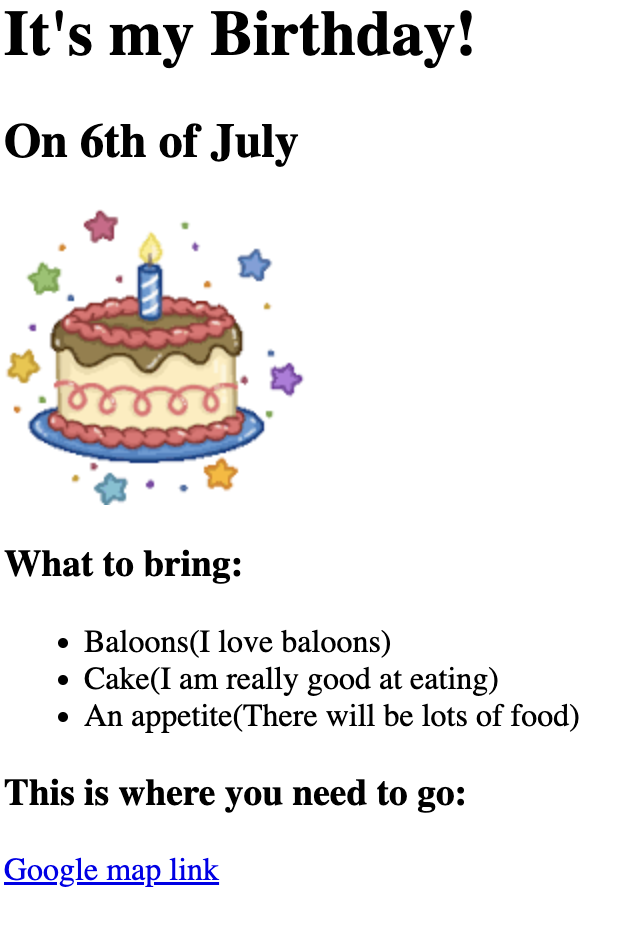 It's my Birthday!
On 6th of July
What to bring:
Baloons(I love baloons)
Cake(I am really good at eating)
An appetite(There will be lots of food)
This is where you need to go:
Google map link